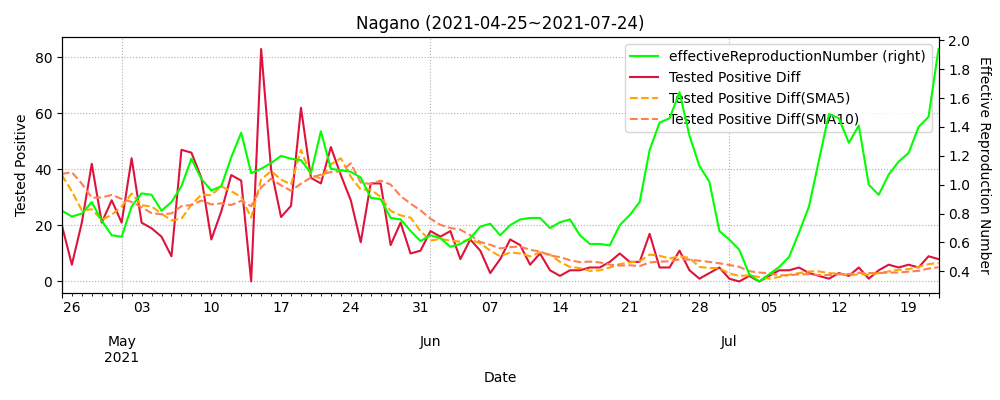 Nagano (2021-04-25~2021-07-24)
effectiveReproductionNumber (right)
Tested Positive Diff
Tested Positive Diff(SMA5)
Tested Positive Diff(SMA10)
Tested Positive
80
60
40
20
0
Effective Reproduction Number
2.0
1.8
1.6
1.4
1.2
1.0
0.8
0.6
0.4
26 03 10 17 24 31 07 14 21 28 05 12 19
May Jun Jul
2021
Date